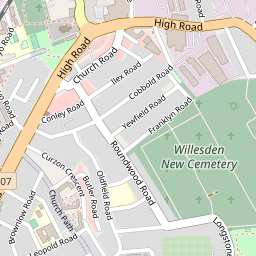 High Road
High Road
Church Road
Ilex Road
Cobbold Road
Conley Road
Yewfield Road
Franklyn Road
Willesden
New Cemetery
Roundwood Road
Curzon Crescent
07
Butler Road
Oldfield Road
Church Path
Brownlow Road
Leopold Road
Longstone